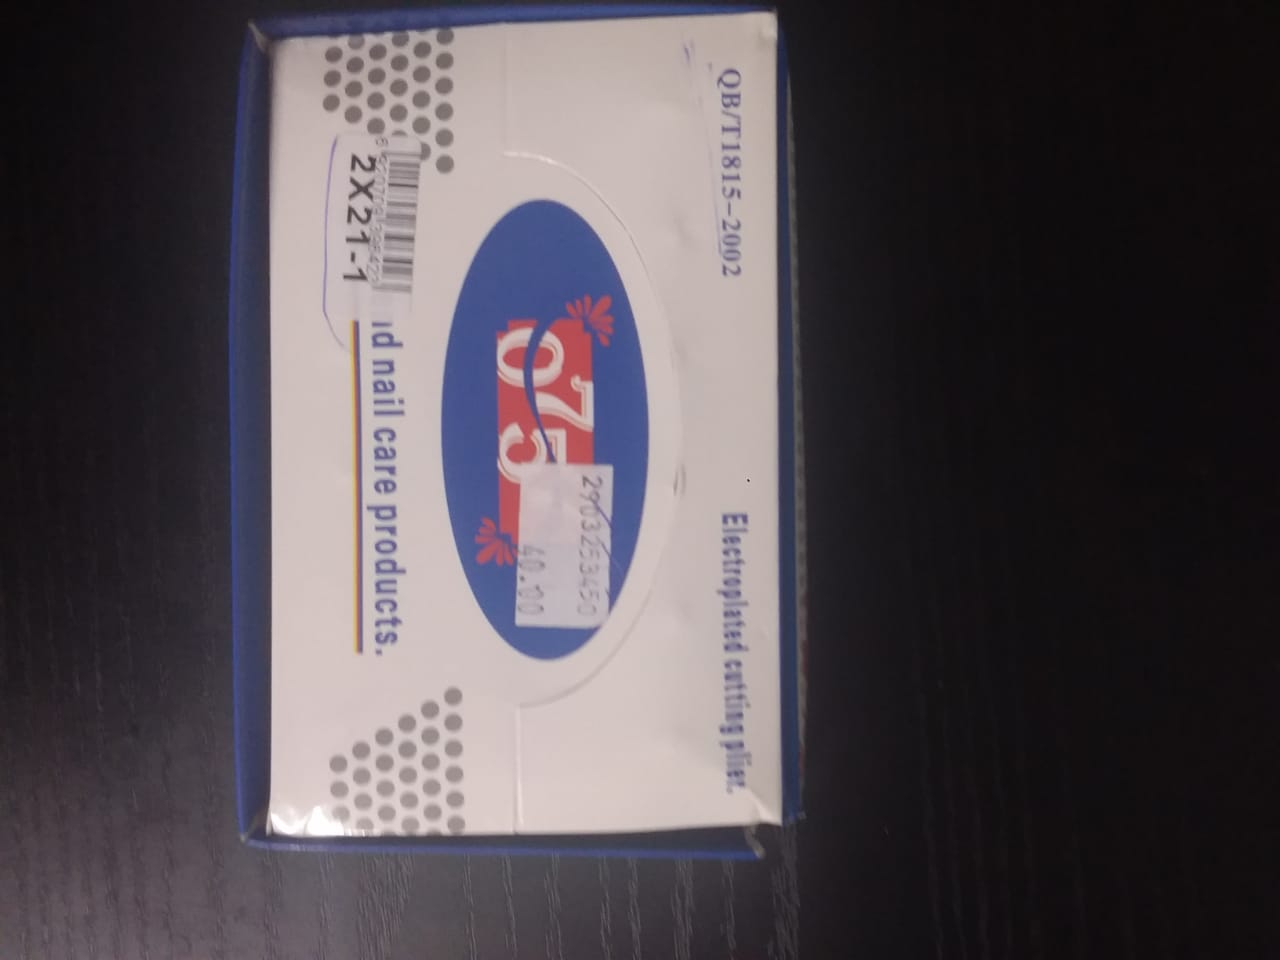 QB/T1815-2002
Electroplated cutting plier.
075
2903253450
40.00
2X21-1
nail care products.